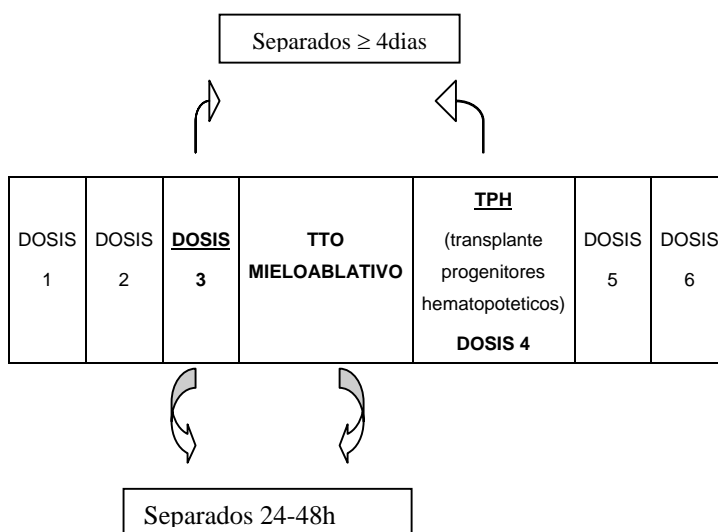 Separados ≥ 4dias
DOSIS
1
DOSIS
2
DOSIS
3
TTO
MIELOABLATIVO
TPH
(transplante
progenitores
hematopoteticos)
DOSIS 4
DOSIS
5
DOSIS
6
Separados 24-48h